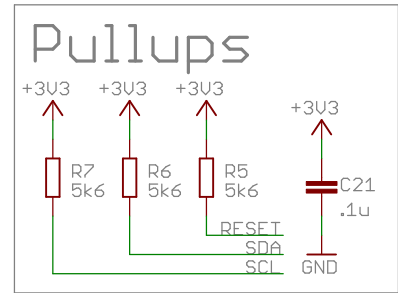 Pullups
+3V3 +3V3 +3V3
+3V3
R7 R6 R5
5k6 5k6 5k6
C21
.1u
RESET
SDA
SCL GND